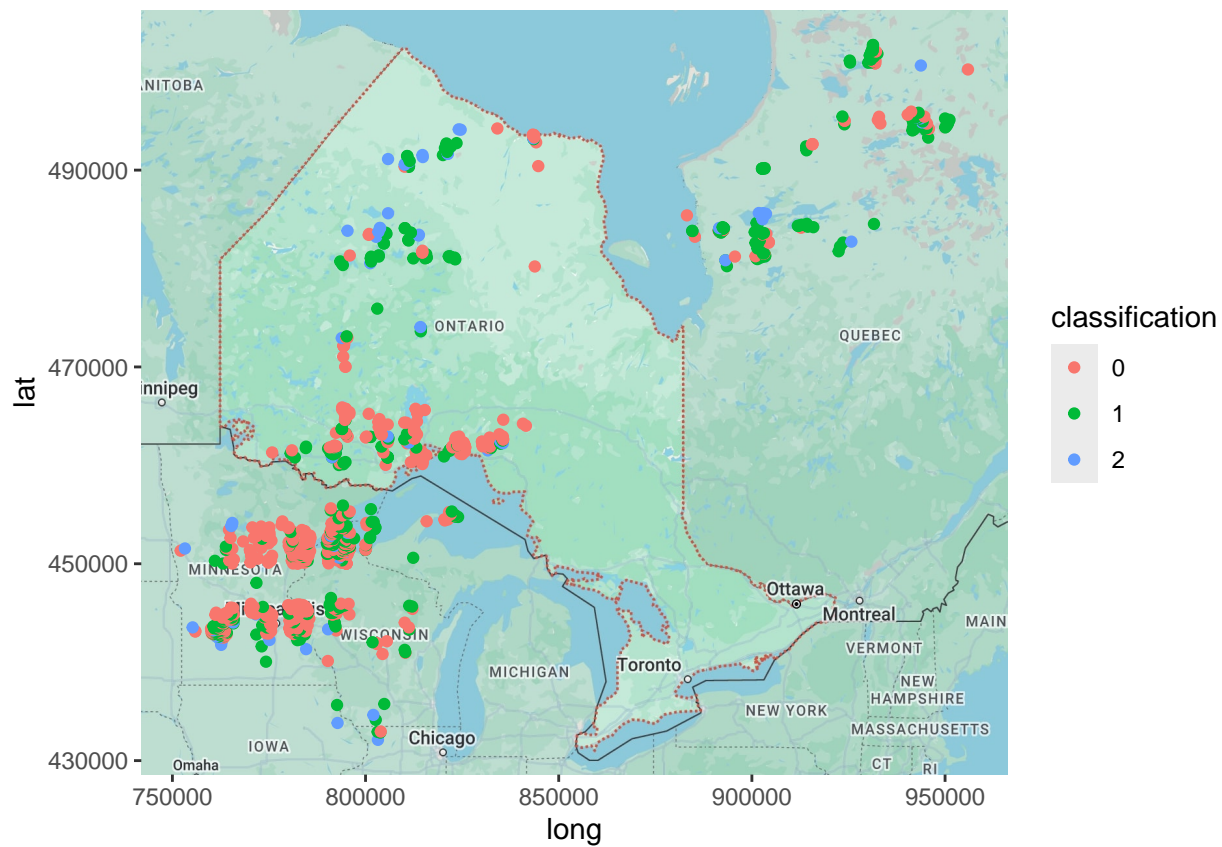 ANITOBA
490000
ONTARIO
QUEBEC
470000
innipeg
lat
450000
MINNESOTA
Ottawa
Montreal
WISCONSIN
MAIN
VERMONT
Toronto
MICHIGAN
NEW
HAMPSHIRE
NEW YORK
MASSACHUSETTS
Chicago
IOWA
CT
RI
Omaha
430000
750000
800000
850000
900000
950000
long
classification
0
1
2